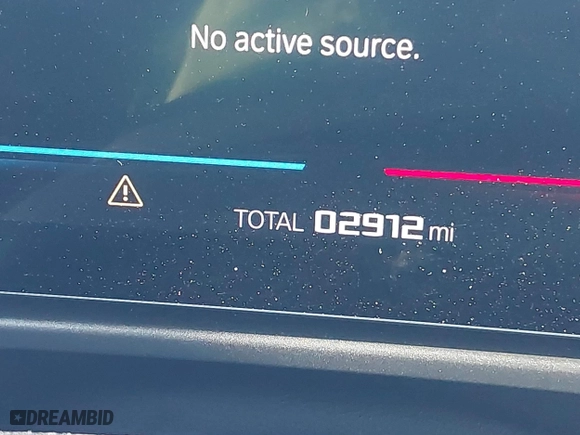 No active source.
TOTAL 02912 mi
DREAMBID